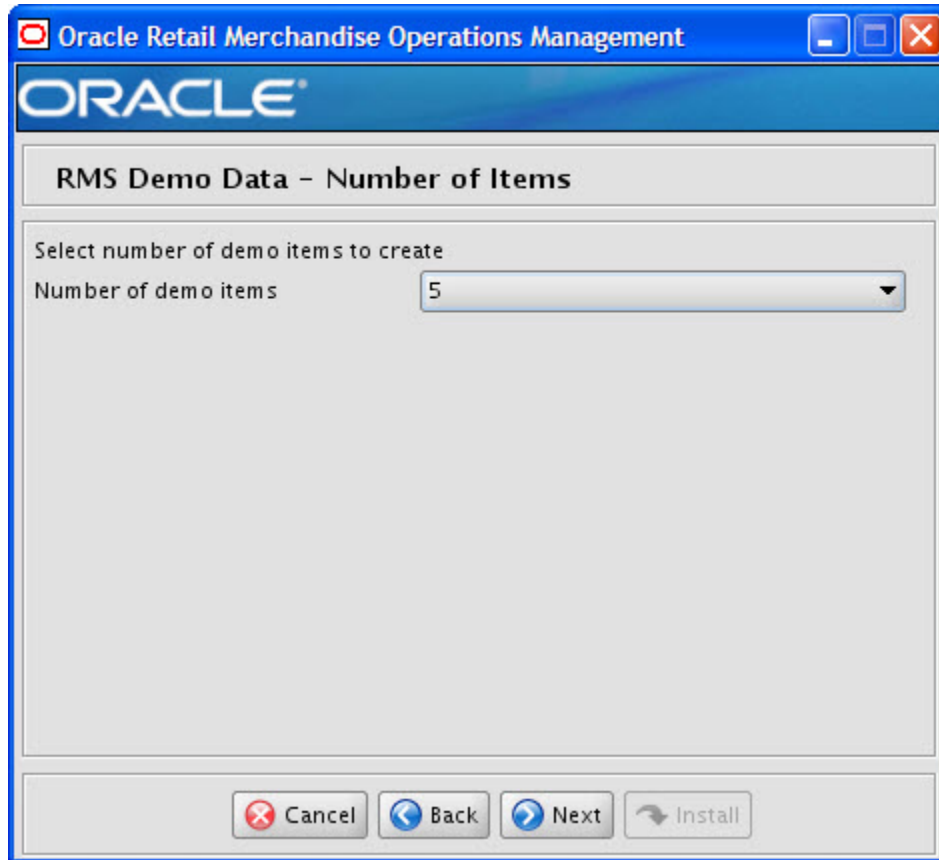 Oracle Retail Merchandise Operations Management
ORACLE®
RMS Demo Data - Number of Items
Select number of demo items to create
Number of demo items 5
Cancel Back Next Install